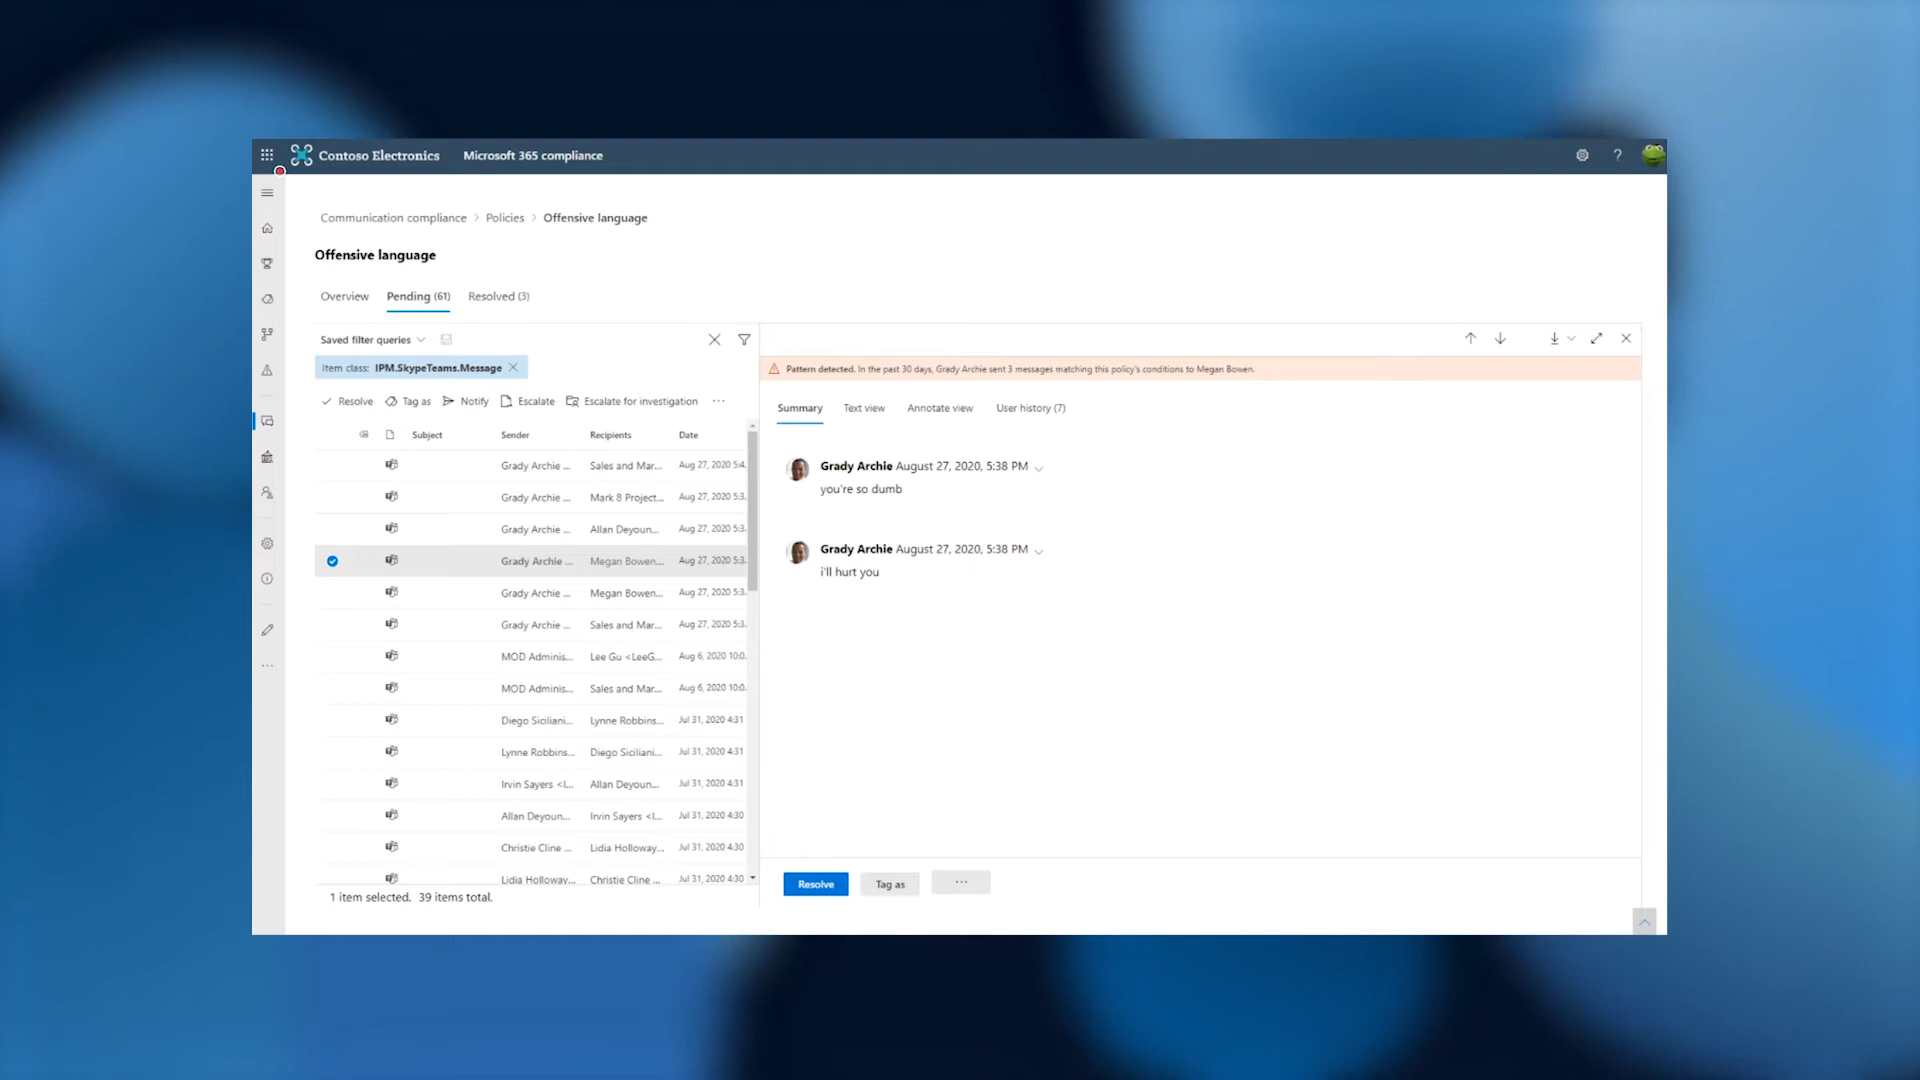 Contoso Electronics Microsoft 365 compliance ?
Communication compliance > Policies > Offensive language
Offensive language
Overview Pending (61) Resolved (3)
Saved filter queries
Item class: IPM.SkypeTeams.Message
Resolve Tag as Notify Escalate Escalate for investigation ...
Subject Sender Recipients Date
Grady Archie ... Sales and Mar... Aug 27, 2020 5:4..
Grady Archie ... Mark 8 Project... Aug 27, 2020 5:3..
Grady Archie ... Allan Deyoun... Aug 27, 2020 5:3..
Grady Archie ... Megan Bowen... Aug 27, 2020 5:3..
Grady Archie ... Megan Bowen... Aug 27, 2020 5:3..
Grady Archie ... Sales and Mar... Aug 27, 2020 5:3..
MOD Adminis... Lee Gu <LeeG... Aug 6, 2020 10:0..
MOD Adminis... Sales and Mar... Aug 6, 2020 10:0..
Diego Siciliani... Lynne Robbins... Jul 31, 2020 4:31
Lynne Robbins... Diego Siciliani... Jul 31, 2020 4:31
Irvin Sayers <I... Allan Deyoun... Jul 31, 2020 4:31
Allan Deyoun... Irvin Sayers <I... Jul 31, 2020 4:30
Christie Cline ... Lidia Holloway... Jul 31, 2020 4:30
Lidia Holloway... Christie Cline ... Jul 31, 2020 4:30
1 item selected. 39 items total.
Pattern detected. In the past 30 days, Grady Archie sent 3 messages matching this policy's conditions to Megan Bowen.
Summary Text view Annotate view User history (7)
Grady Archie August 27, 2020, 5:38 PM
you're so dumb
Grady Archie August 27, 2020, 5:38 PM
i'll hurt you
Resolve Tag as ...